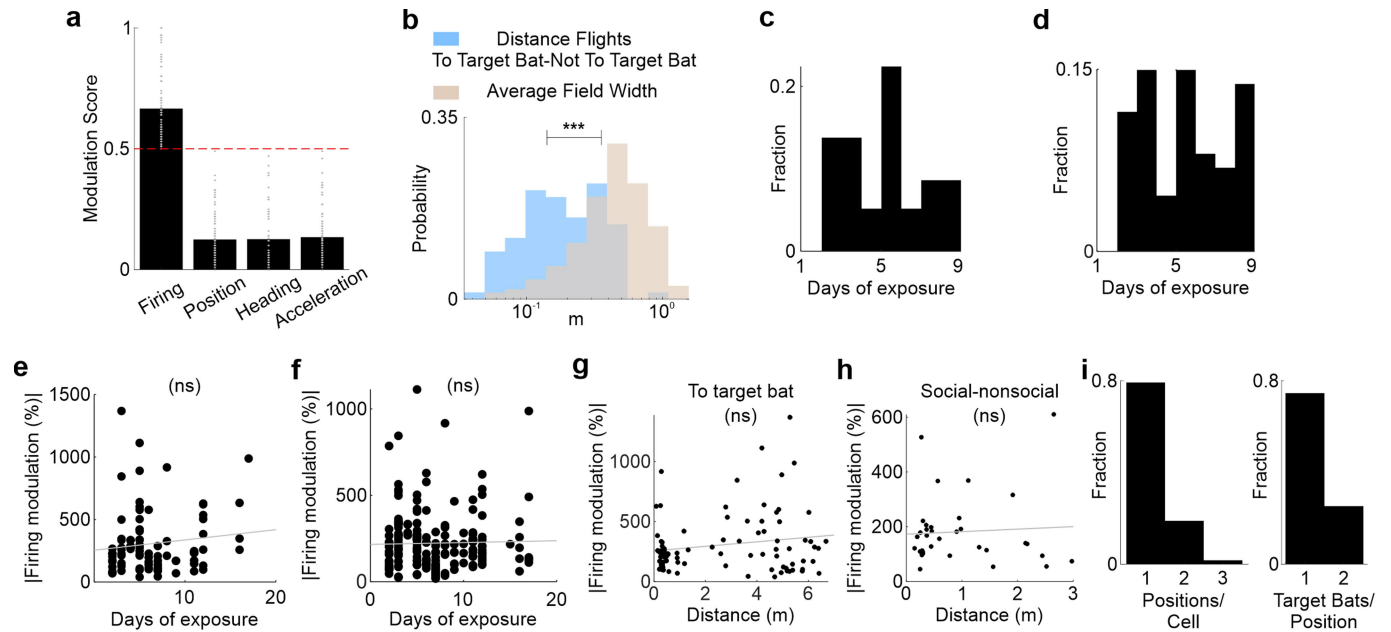 a
Modulation Score
1
0.5
0
Firing
Position
Heading
Acceleration
b
Distance Flights
To Target Bat-Not To Target Bat
Average Field Width
0.35
***
Probability
0
10⁻¹
10⁰
m
c
0.2
Fraction
0
1
5
9
Days of exposure
d
0.15
Fraction
0
1
5
9
Days of exposure
e
(ns)
|Firing modulation (%)|
1500
1000
500
0
0
10
20
Days of exposure
f
(ns)
|Firing modulation (%)|
1000
500
0
0
10
20
Days of exposure
g
To target bat
(ns)
|Firing modulation (%)|
1000
500
0
0
2
4
6
Distance (m)
h
Social-nonsocial
(ns)
|Firing modulation (%)|
600
400
200
0
0
1
2
3
Distance (m)
i
0.8
Fraction
0
1
2
3
Positions/
Cell
0.8
Fraction
0
1
2
Target Bats/
Position